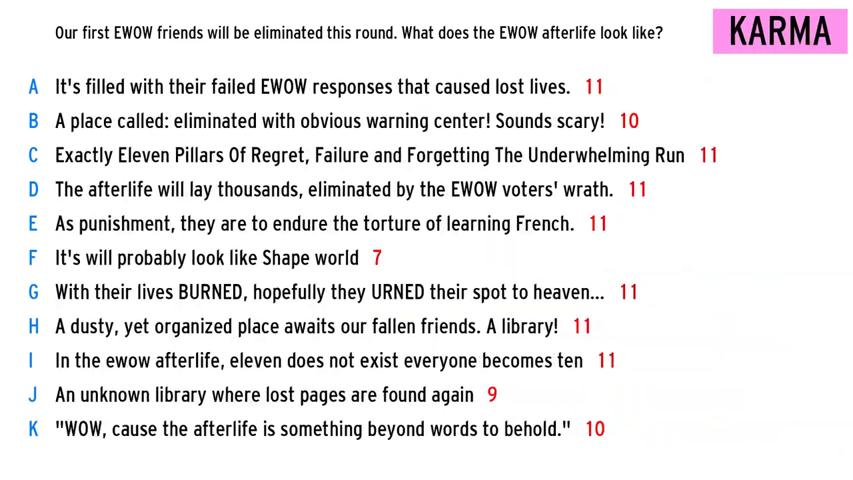 Our first EWOW friends will be eliminated this round. What does the EWOW afterlife look like?
KARMA
A It's filled with their failed EWOW responses that caused lost lives. 11
B A place called: eliminated with obvious warning center! Sounds scary! 10
C Exactly Eleven Pillars Of Regret, Failure and Forgetting The Underwhelming Run 11
D The afterlife will lay thousands, eliminated by the EWOW voters' wrath. 11
E As punishment, they are to endure the torture of learning French. 11
F It's will probably look like Shape world 7
G With their lives BURNED, hopefully they URNED their spot to heaven... 11
H A dusty, yet organized place awaits our fallen friends. A library! 11
I In the ewow afterlife, eleven does not exist everyone becomes ten 11
J An unknown library where lost pages are found again 9
K "WOW, cause the afterlife is something beyond words to behold." 10